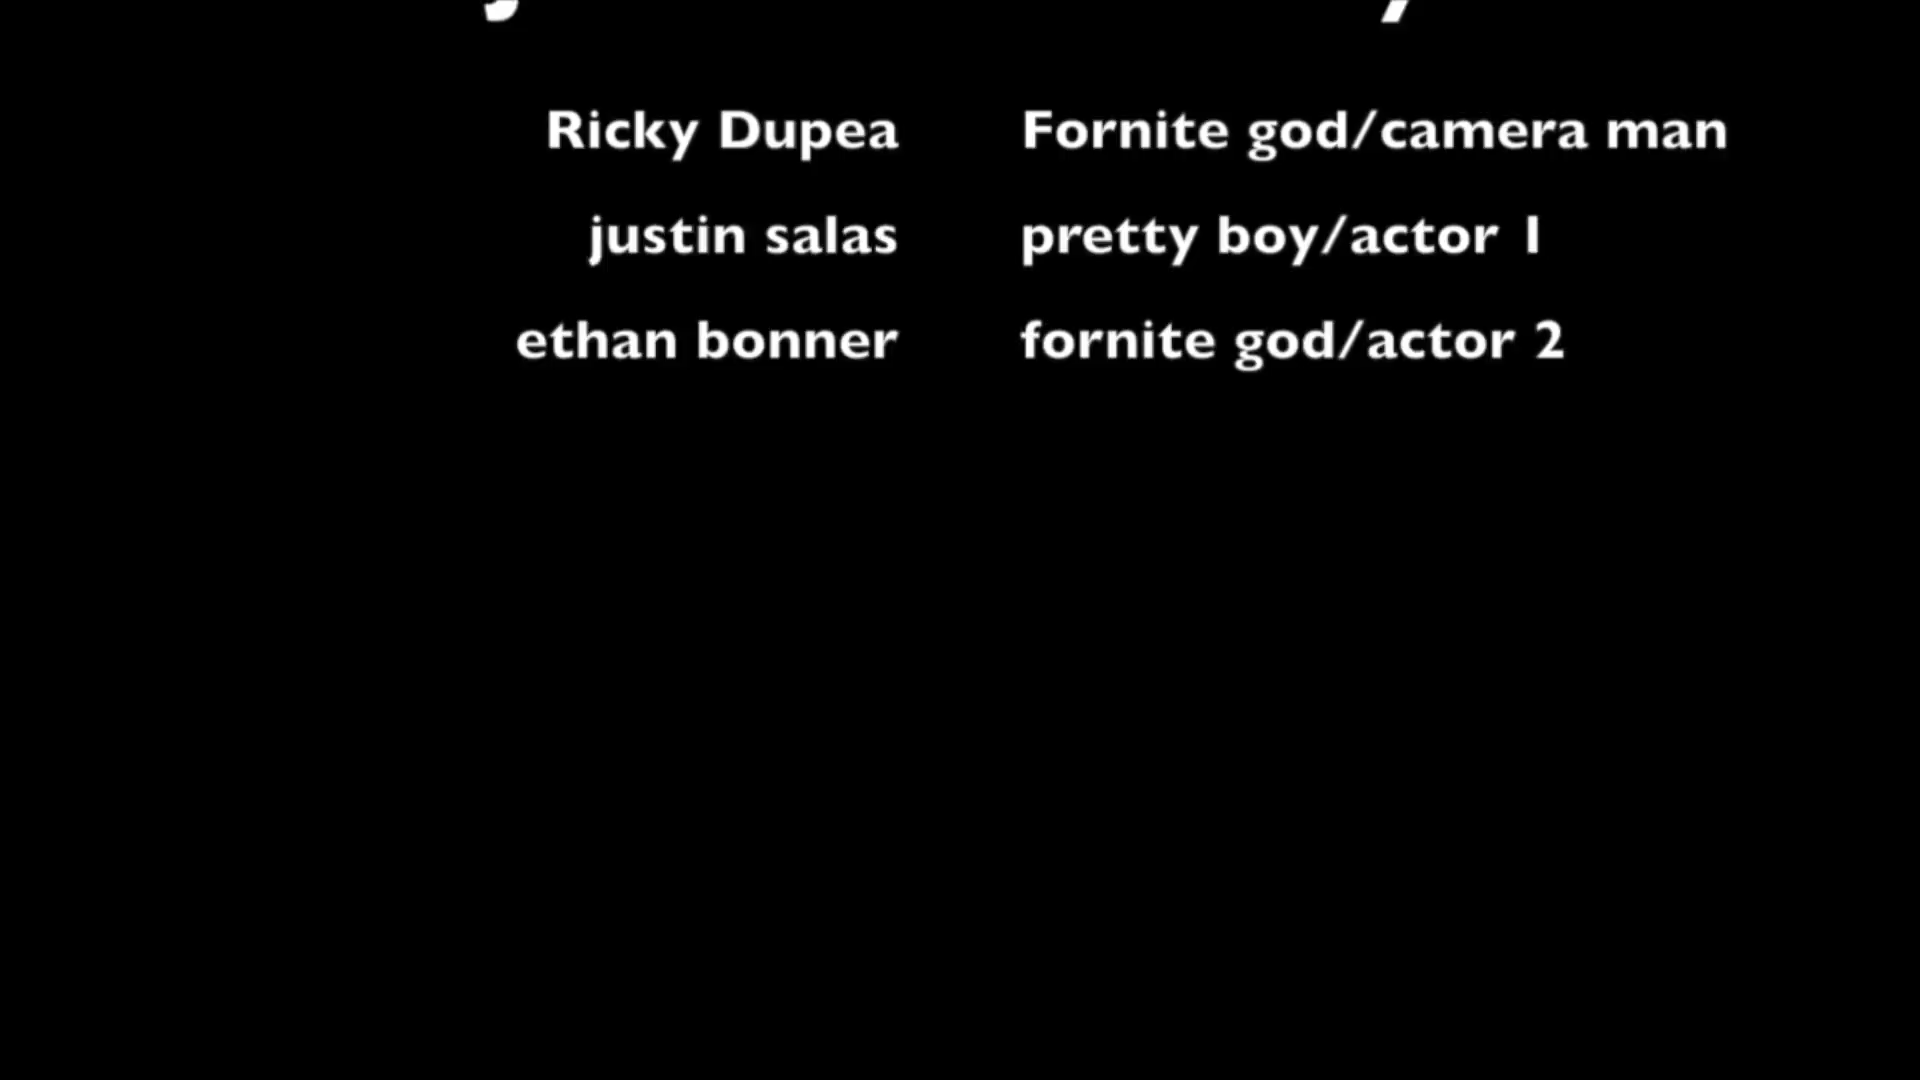 Ricky Dupea Fornite god/camera man
justin salas pretty boy/actor 1
ethan bonner fornite god/actor 2